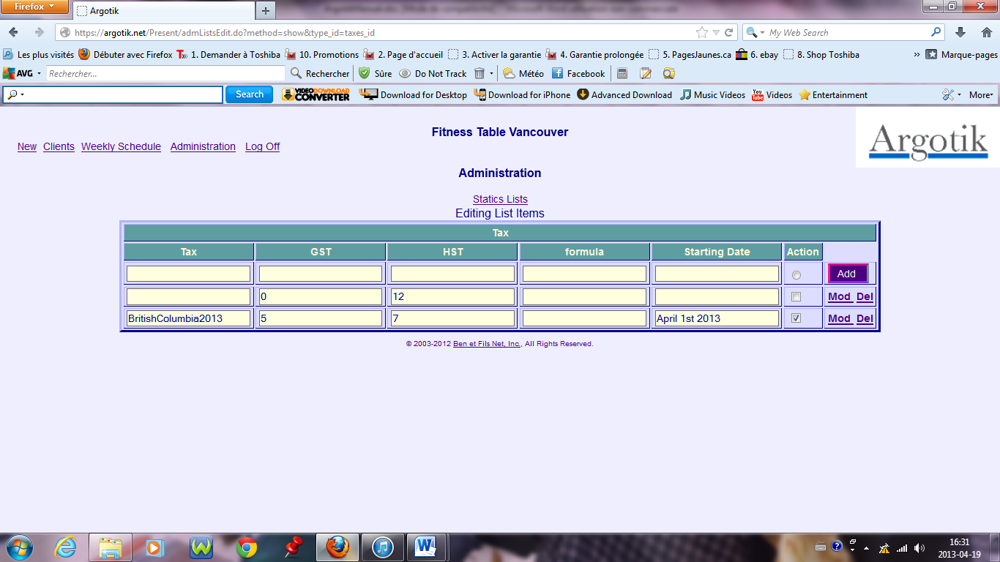 Firefox
Argotik
https://argotik.net/Present/admListsEdit.do?method=show&type_id=taxes_id
My Web Search
Les plus visités Débuter avec Firefox 1. Demander à Toshiba 10. Promotions 2. Page d'accueil 3. Activer la garantie 4. Garantie prolongée 5. PagesJaunes.ca 6. ebay 8. Shop Toshiba » Marque-pages
AVG Rechercher... Rechercher Sûre Do Not Track Météo Facebook
Search VIDEO DOWNLOAD CONVERTER Download for Desktop Download for iPhone Advanced Download Music Videos You Tube Videos Entertainment More
Fitness Table Vancouver
Argotik
New Clients Weekly Schedule Administration Log Off
Administration
Statics Lists
Editing List Items
Tax
Tax GST HST formula Starting Date Action
Add
0 12 Mod Del
BritishColumbia2013 5 7 April 1st 2013 Mod Del
© 2003-2012 Ben et Fils Net, Inc., All Rights Reserved.
16:31
2013-04-19